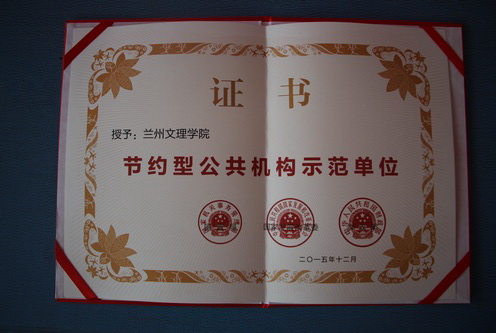 证书
授予：兰州文理学院
节约型公共机构示范单位
二〇一五年十二月